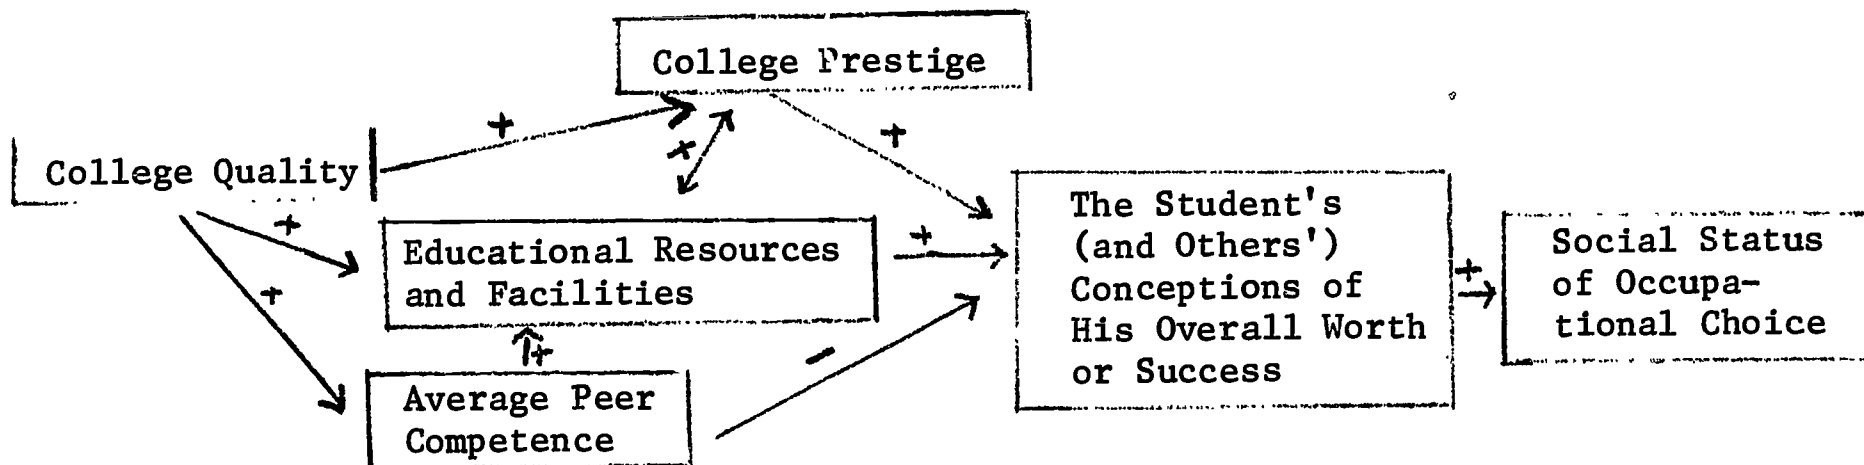 College Prestige
+
+
+
College Quality
+
Educational Resources
and Facilities
+
+
+
Average Peer
Competence
-
The Student's
(and Others')
Conceptions of
His Overall Worth
or Success
+
Social Status
of Occupa-
tional Choice